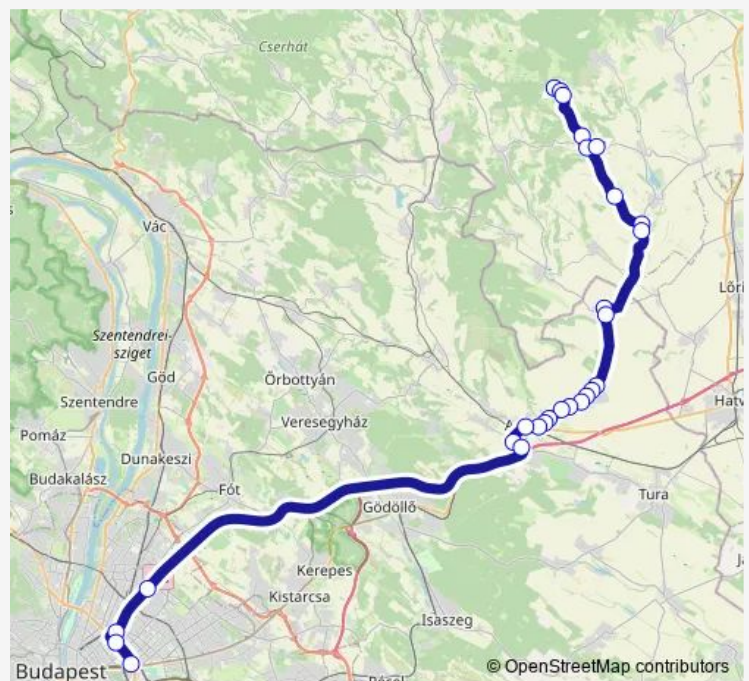 Cserhát
Vác
Lőri
Szentendrei-
sziget
Göd
Őrbottyán
Szentendre
Veresegyház
A
Hatv
Pomáz
Dunakeszi
Budakalász
Fót
Gödöllő
Tura
Kerepes
Kistarcsa
Isaszeg
Budapest
© OpenStreetMap contributors